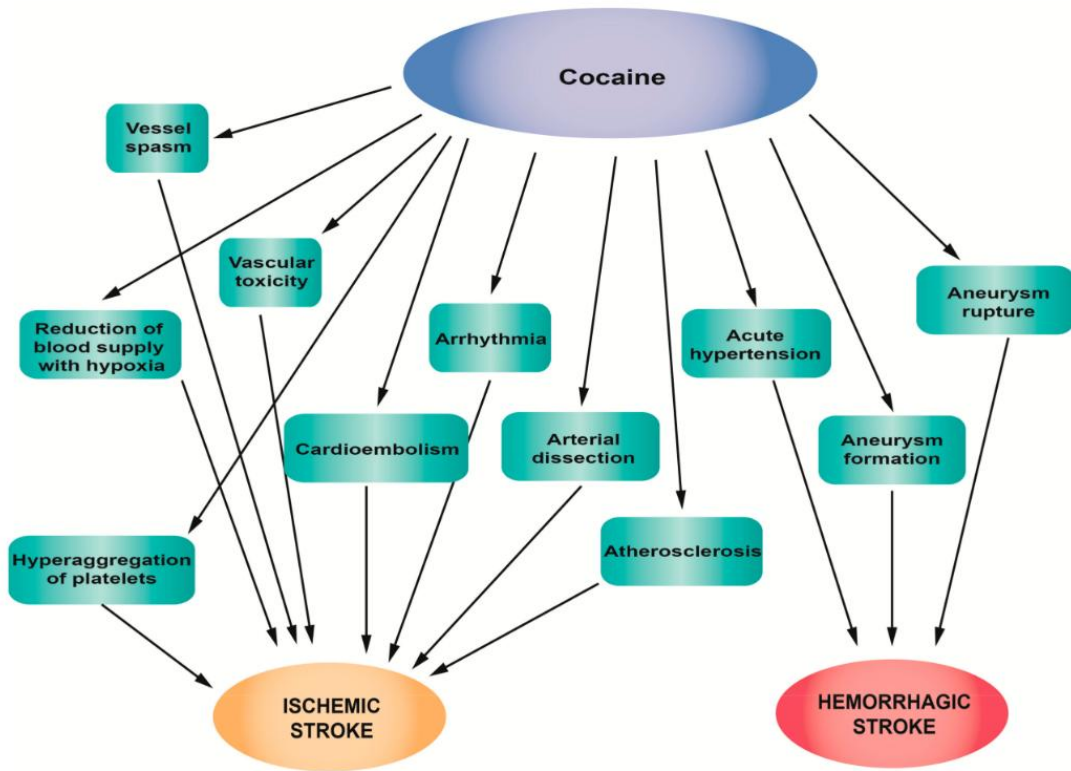 Cocaine
Vessel
spasm
Vascular
toxicity
Reduction of
blood supply
with hypoxia
Arrhythmia
Acute
hypertension
Aneurysm
rupture
Cardioembolism
Arterial
dissection
Aneurysm
formation
Hyperaggregation
of platelets
Atherosclerosis
ISCHEMIC
STROKE
HEMORRHAGIC
STROKE